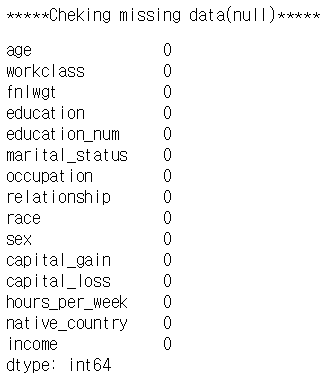 *****Cheking missing data(null)*****
age 0
workclass 0
fnlwgt 0
education 0
education_num 0
marital_status 0
occupation 0
relationship 0
race 0
sex 0
capital_gain 0
capital_loss 0
hours_per_week 0
native_country 0
income 0
dtype: int64